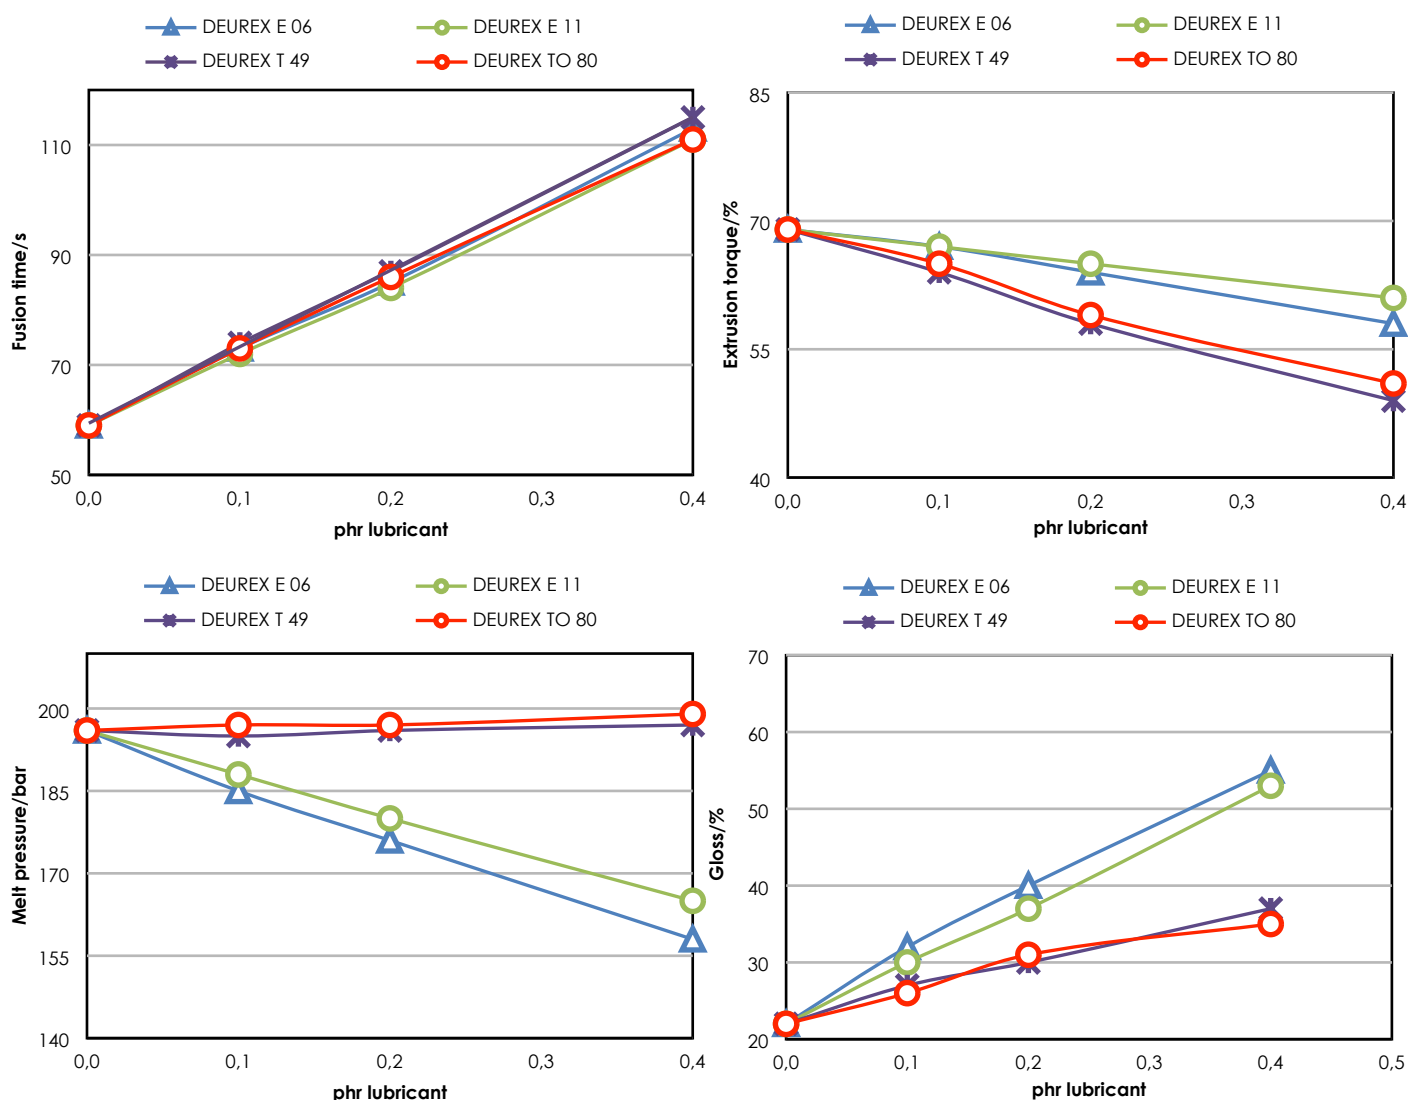 DEUREX E 06
DEUREX E 11
DEUREX T 49
DEUREX TO 80
Fusion time/s
110
90
70
50
0,0
0,1
0,2
0,3
0,4
phr lubricant
DEUREX E 06
DEUREX E 11
DEUREX T 49
DEUREX TO 80
Extrusion torque/%
85
70
55
40
0,0
0,1
0,2
0,3
0,4
phr lubricant
DEUREX E 06
DEUREX E 11
DEUREX T 49
DEUREX TO 80
Melt pressure/bar
200
185
170
155
140
0,0
0,1
0,2
0,3
0,4
phr lubricant
DEUREX E 06
DEUREX E 11
DEUREX T 49
DEUREX TO 80
Gloss/%
70
60
50
40
30
20
0,0
0,1
0,2
0,3
0,4
0,5
phr lubricant